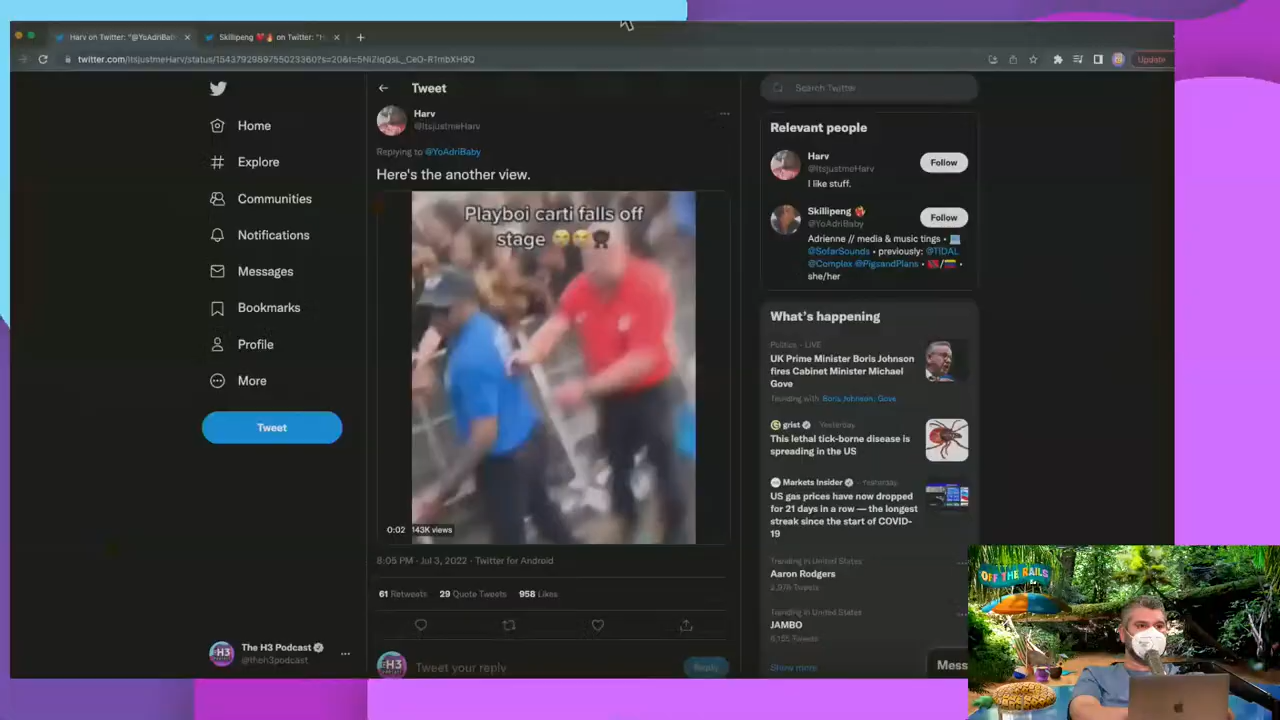 Harv on Twitter: "@YoAdriBab
Skillipeng ❤️🔥 on Twitter: "H
twitter.com/ItsjustmeHarv/status/
Update
Home
Explore
Communities
Notifications
Messages
Bookmarks
Profile
More
Tweet
The H3 Podcast
@theh3podcast
Tweet
Harv
@ItsjustmeHarv
Replying to @YoAdriBaby
Here's the another view.
Playboi carti falls off
stage 😭😭
0:02 143K views
8:05 PM · Jul 3, 2022 · Twitter for Android
61 Retweets 29 Quote Tweets 958 Likes
H3 Tweet your reply
Reply
Search Twitter
Relevant people
Harv
@ItsjustmeHarv
Follow
I like stuff.
Skillipeng
@YoAdriBaby
Follow
Adrienne // media & music tings •
@SofarSounds • previously: @TIDAL
@Complex @PigsandPlans •
she/her
What's happening
Politics · LIVE
UK Prime Minister Boris Johnson
fires Cabinet Minister Michael
Gove
Trending with Boris Johnson, Gove
grist · Yesterday
This lethal tick-borne disease is
spreading in the US
Markets Insider · Yesterday
US gas prices have now dropped
for 21 days in a row — the longest
streak since the start of COVID-
19
Trending in United States
Aaron Rodgers
Trending in United States
JAMBO
Show more
Mess
OFF THE RAILS